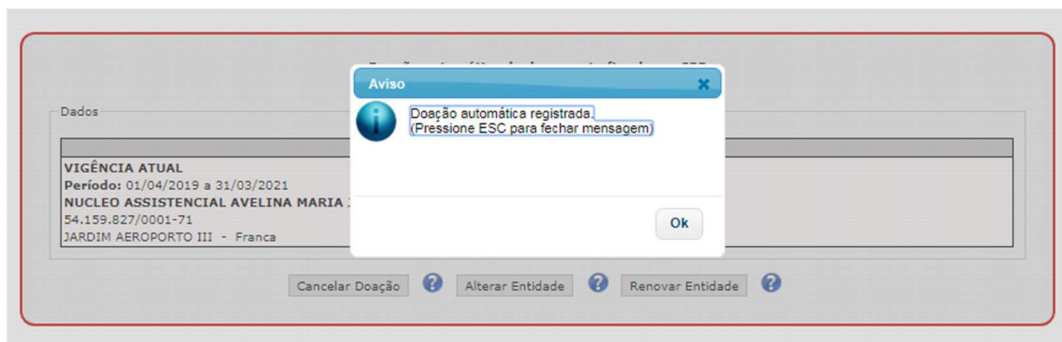 Aviso
Doação automática registrada.
(Pressione ESC para fechar mensagem)
Ok
Dados
VIGÊNCIA ATUAL
Período: 01/04/2019 a 31/03/2021
NUCLEO ASSISTENCIAL AVELINA MARIA
54.159.827/0001-71
JARDIM AEROPORTO III - Franca
Cancelar Doação
Alterar Entidade
Renovar Entidade